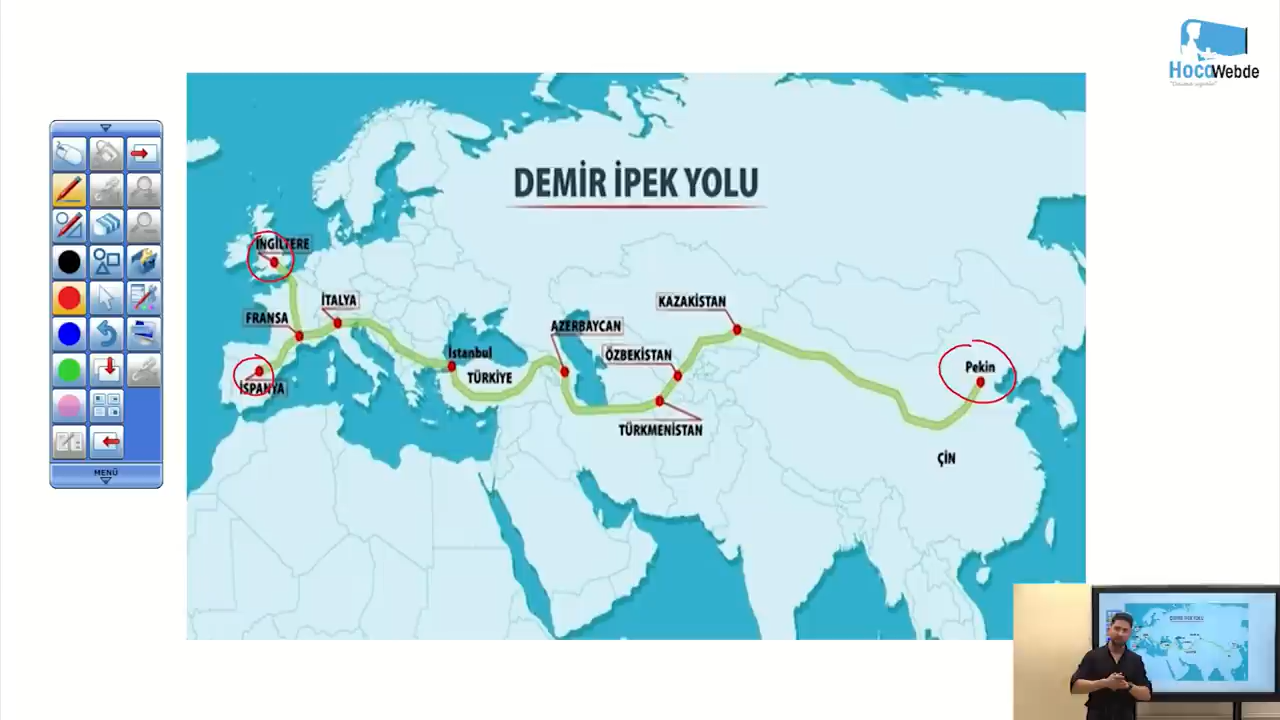 HocaWebde
DEMİR İPEK YOLU
İNGİLTERE
İTALYA
KAZAKİSTAN
FRANSA
AZERBAYCAN
İstanbul
ÖZBEKİSTAN
Pekin
TÜRKİYE
İSPANYA
TÜRKMENİSTAN
ÇİN
MENÜ